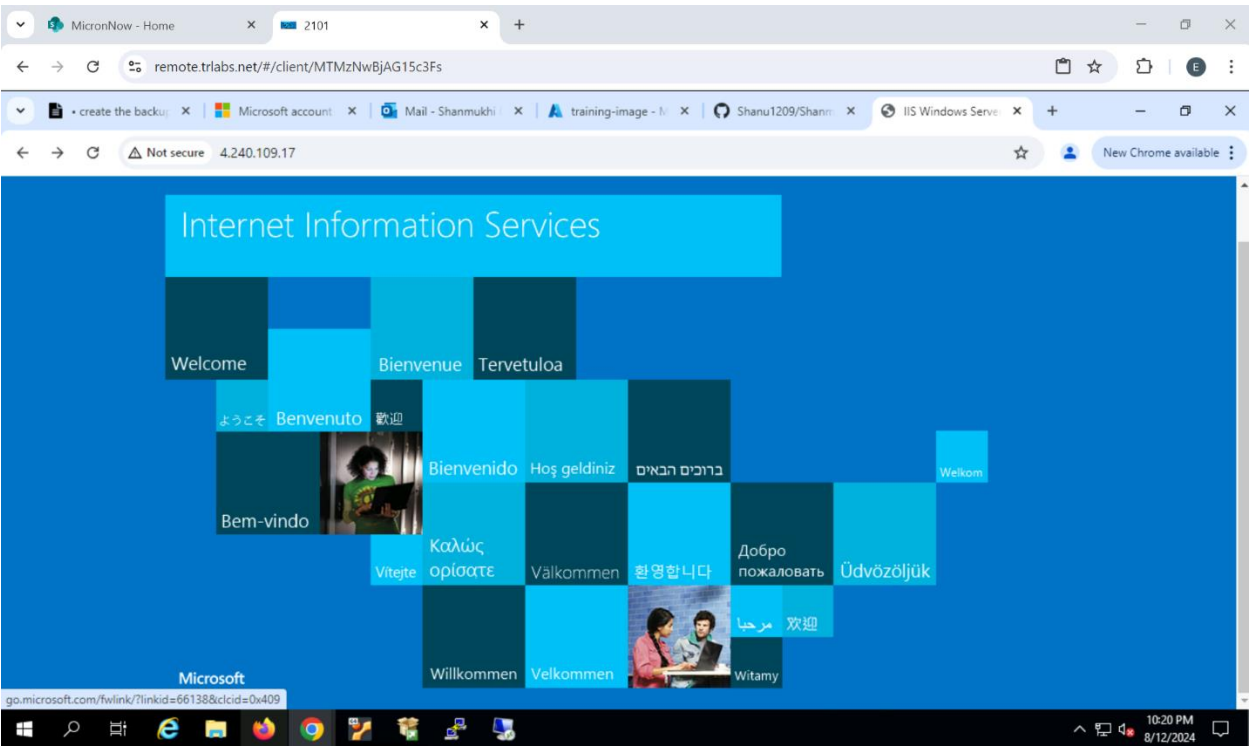 MicronNow - Home
2101
remote.trlabs.net/#/client/MTMzNwBjAG15c3Fs
E
• create the backup
Microsoft account
Mail - Shanmukhi
training-image - M
Shanu1209/Shanm
IIS Windows Server
Not secure
4.240.109.17
New Chrome available
Internet Information Services
Welcome
Bienvenue
Tervetuloa
ようこそ
Benvenuto
歡迎
Bienvenido
Hoş geldiniz
ברוכים הבאים
Welkom
Bem-vindo
Vítejte
Καλώς
ορίσατε
Välkommen
환영합니다
Добро
пожаловать
Üdvözöljük
مرحبا
欢迎
Willkommen
Velkommen
Witamy
Microsoft
go.microsoft.com/fwlink/?linkid=66138&clcid=0x409
10:20 PM
8/12/2024